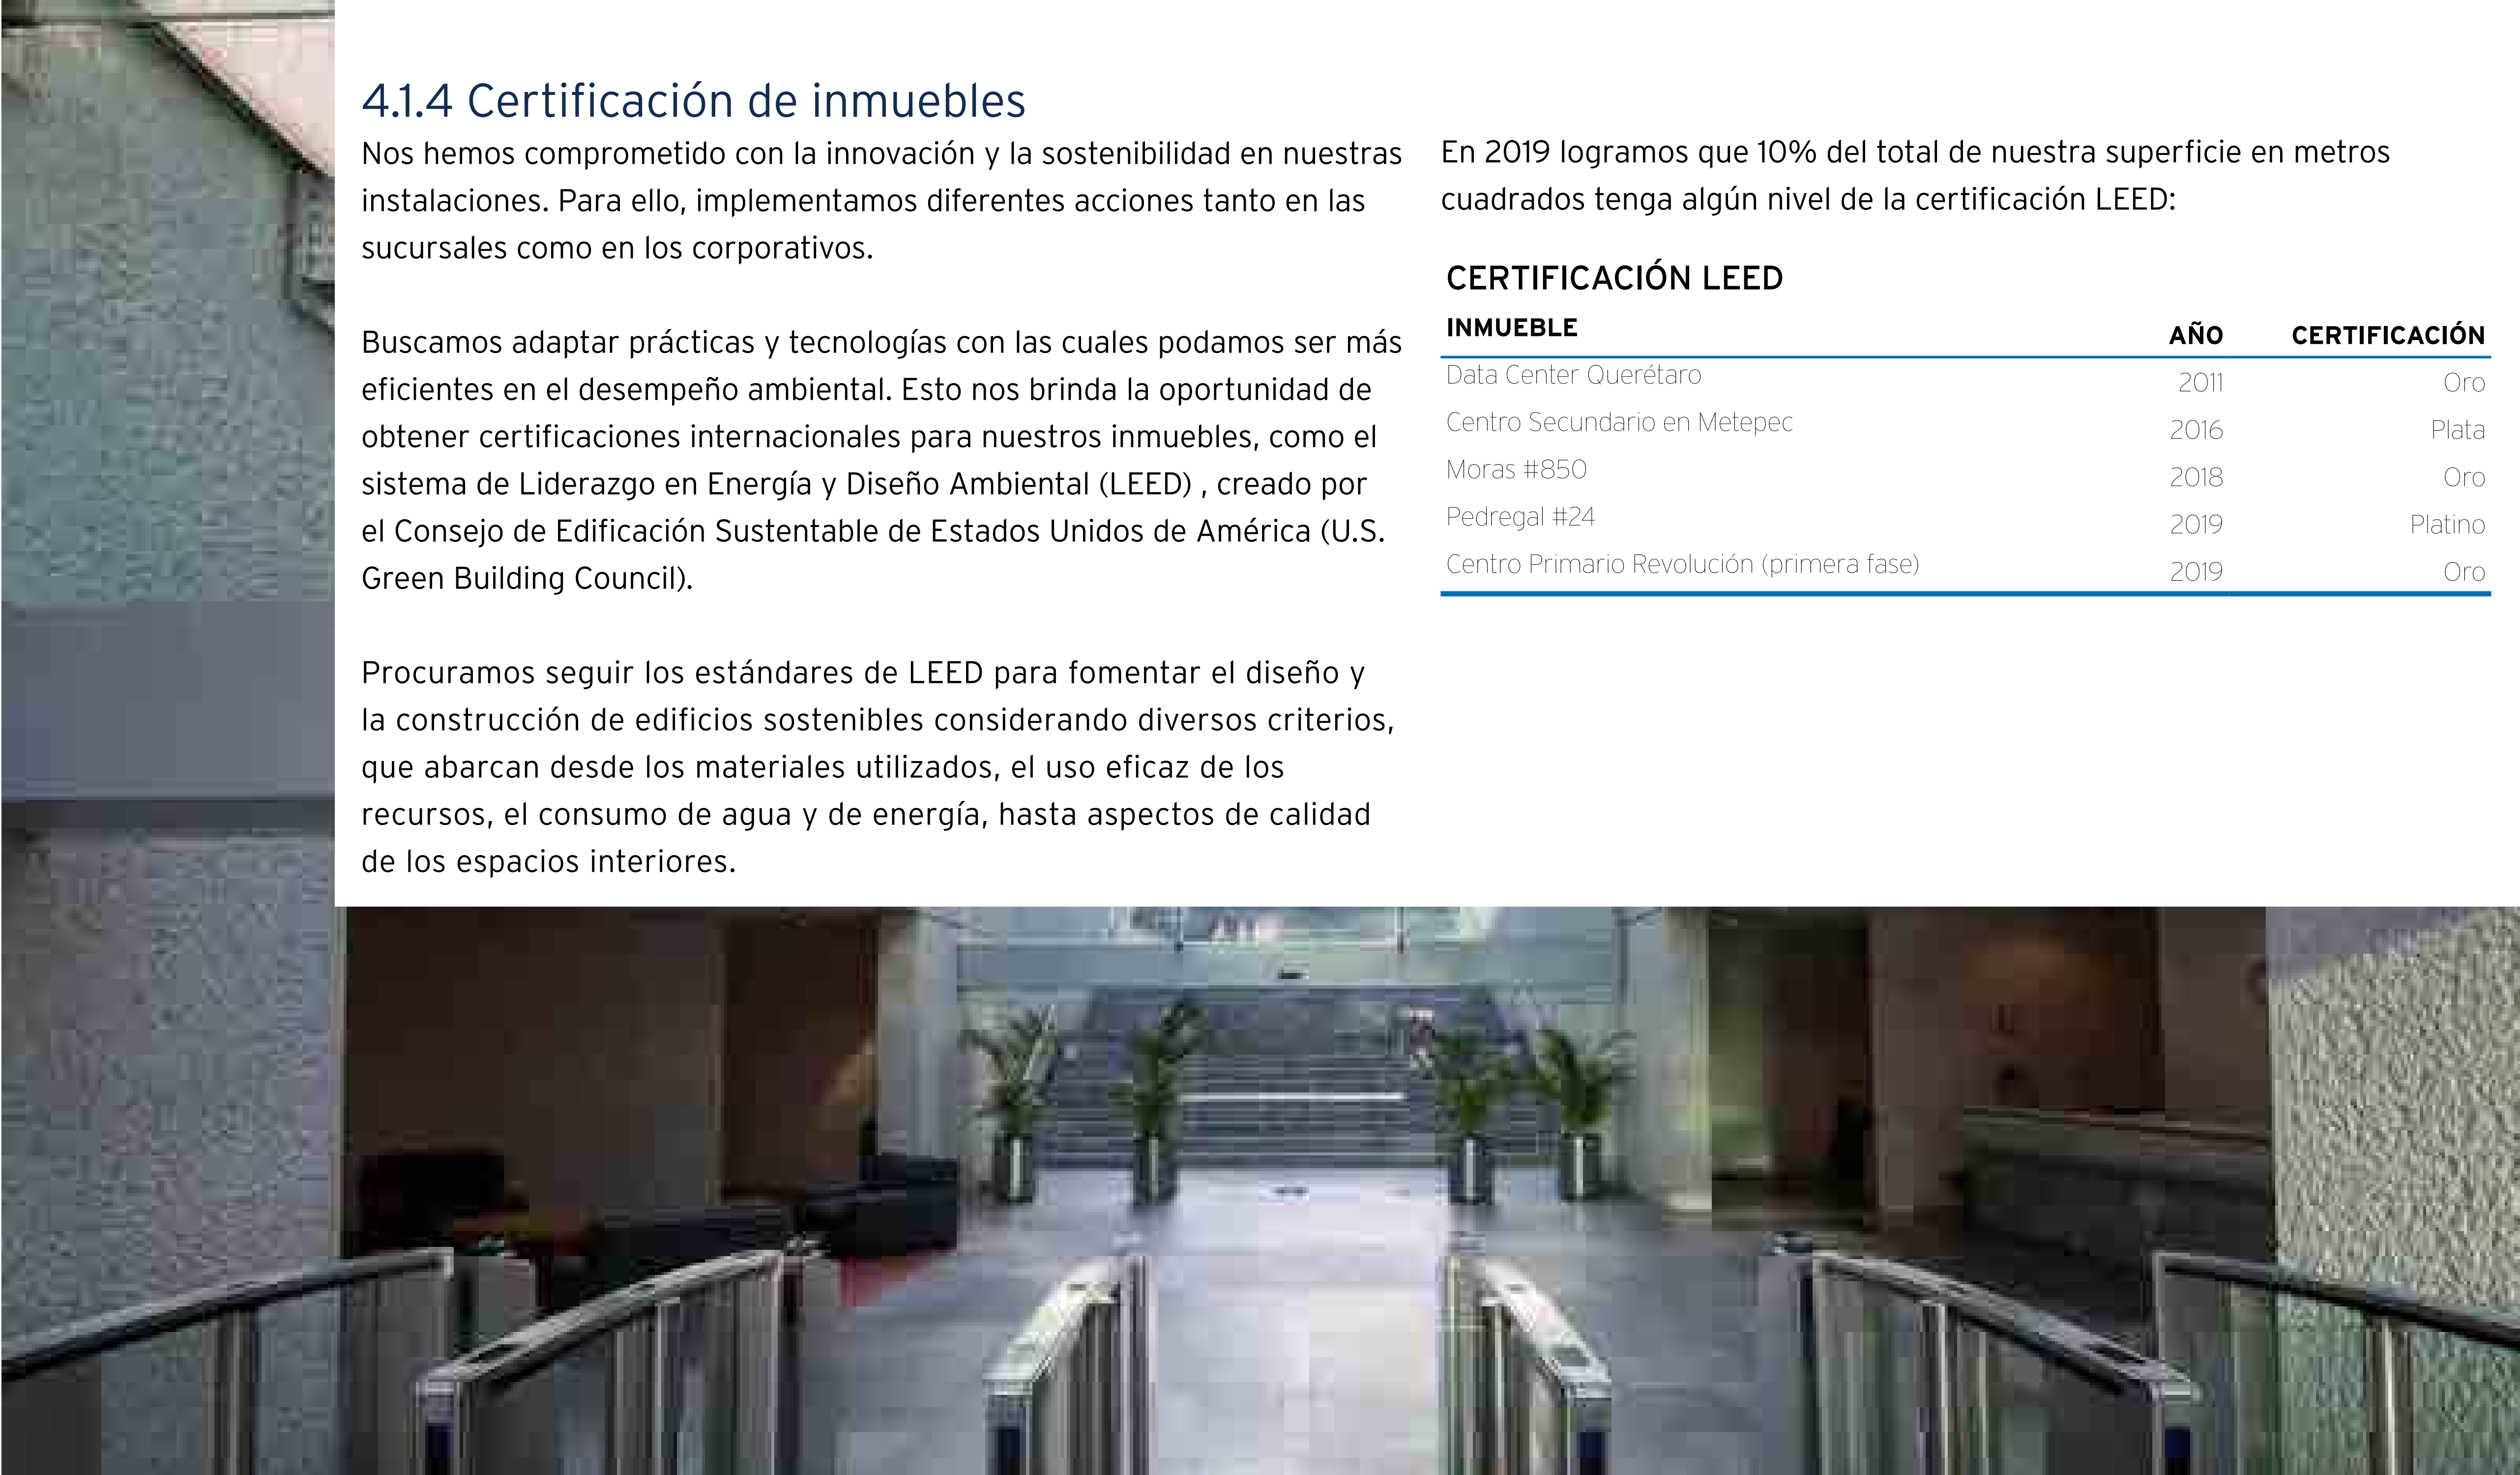 4.1.4 Certificación de inmuebles
Nos hemos comprometido con la innovación y la sostenibilidad en nuestras
instalaciones. Para ello, implementamos diferentes acciones tanto en las
sucursales como en los corporativos.
Buscamos adaptar prácticas y tecnologías con las cuales podamos ser más
eficientes en el desempeño ambiental. Esto nos brinda la oportunidad de
obtener certificaciones internacionales para nuestros inmuebles, como el
sistema de Liderazgo en Energía y Diseño Ambiental (LEED) , creado por
el Consejo de Edificación Sustentable de Estados Unidos de América (U.S.
Green Building Council).
Procuramos seguir los estándares de LEED para fomentar el diseño y
la construcción de edificios sostenibles considerando diversos criterios,
que abarcan desde los materiales utilizados, el uso eficaz de los
recursos, el consumo de agua y de energía, hasta aspectos de calidad
de los espacios interiores.
En 2019 logramos que 10% del total de nuestra superficie en metros
cuadrados tenga algún nivel de la certificación LEED:
CERTIFICACIÓN LEED
INMUEBLE AÑO CERTIFICACIÓN
Data Center Querétaro 2011 Oro
Centro Secundario en Metepec 2016 Plata
Moras #850 2018 Oro
Pedregal #24 2019 Platino
Centro Primario Revolución (primera fase) 2019 Oro